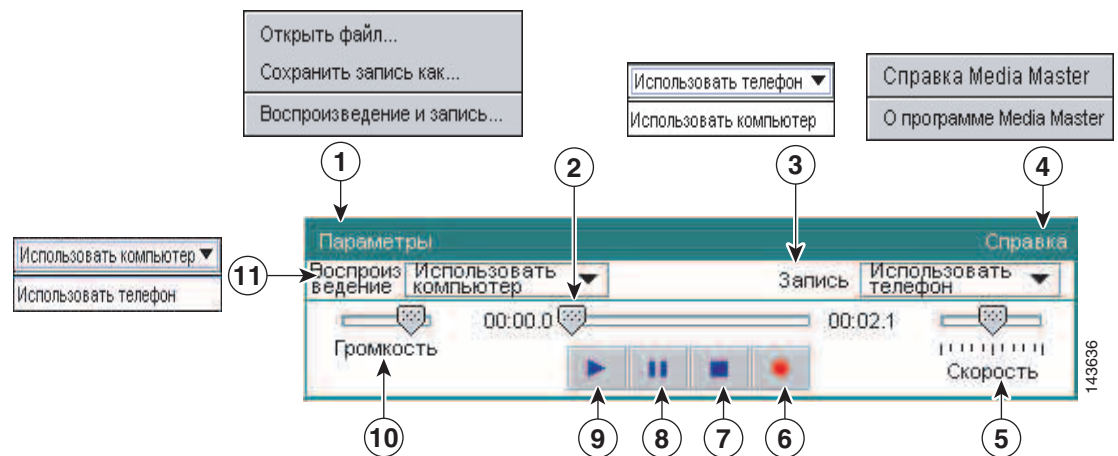 Открыть файл...
Сохранить запись как...
Воспроизведение и запись...
Использовать телефон
Использовать компьютер
Справка Media Master
О программе Media Master
1
2
3
4
Использовать компьютер
Использовать телефон
11
Параметры
Справка
Воспроиз
ведение
Использовать
компьютер
Запись
Использовать
телефон
00:00.0
00:02.1
Громкость
Скорость
143636
10
9
8
7
6
5